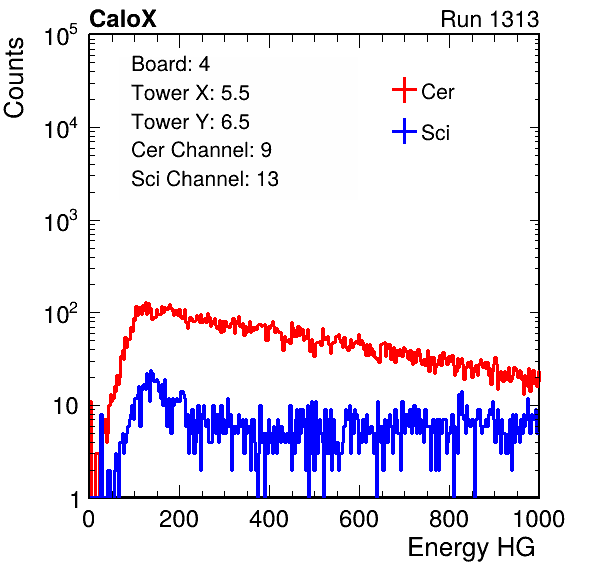 CaloX Run 1313
Counts
10^5
10^4
10^3
10^2
10
1
Board: 4
Tower X: 5.5
Tower Y: 6.5
Cer Channel: 9
Sci Channel: 13
Cer
Sci
0 200 400 600 800 1000
Energy HG